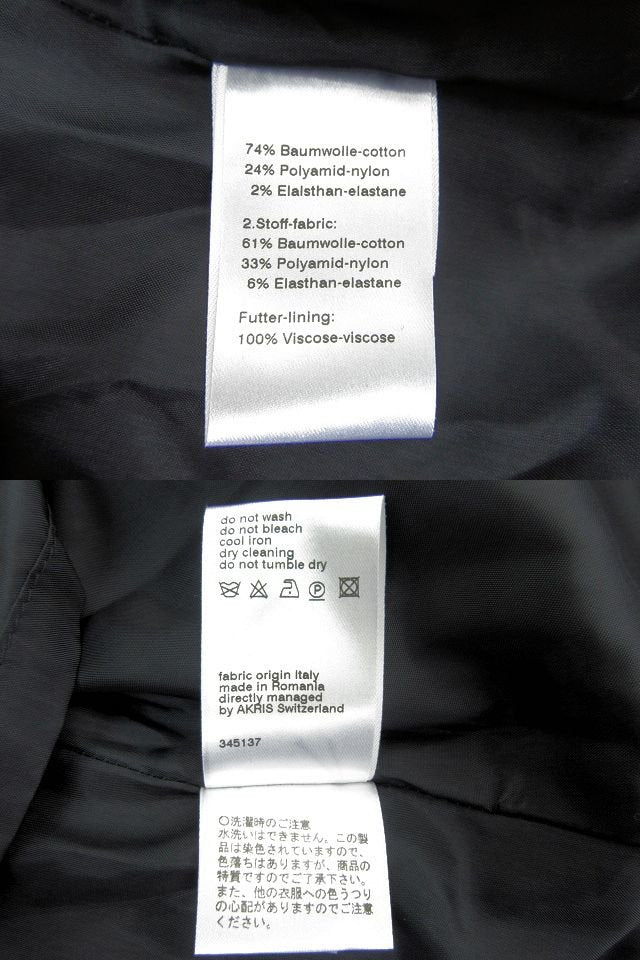 74% Baumwolle-cotton
24% Polyamid-nylon
2% Elaisthan-elastane
2.Stoff-fabric:
61% Baumwolle-cotton
33% Polyamid-nylon
6% Elasthan-elastane
Futter-lining:
100% Viscose-viscose
do not wash
do not bleach
cool iron
dry cleaning
do not tumble dry
P
fabric origin Italy
made in Romania
directly managed
by AKRIS Switzerland
345137
〇洗濯時のご注意
水洗いはできません。この製
品は染色されていますので、
色落ちはありますが、商品の
特質ですのでご了承下さい。
また、他の衣服への色うつり
の心配がありますのでご注意
ください。